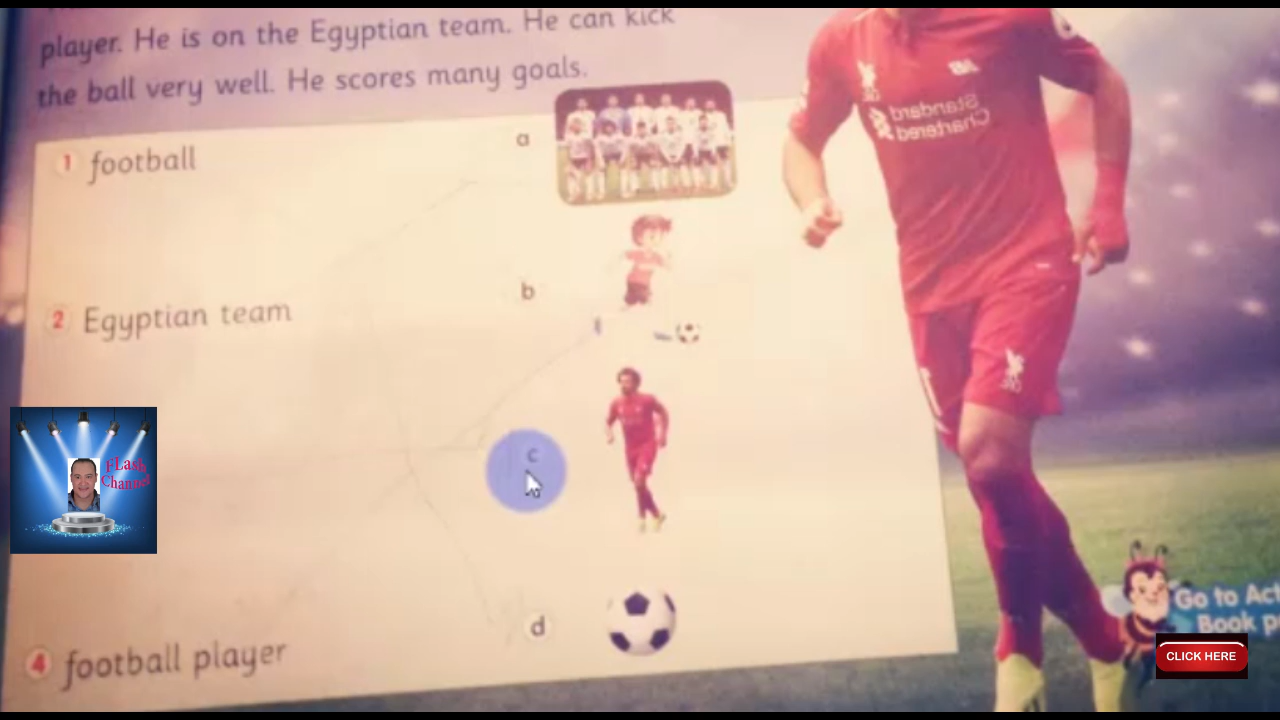 player. He is on the Egyptian team. He can kick
the ball very well. He scores many goals.
1 football
a
2 Egyptian team
b
c
4 football player
d
Standard
Chartered
Go to Act
Book p
FLash
Channel
CLICK HERE